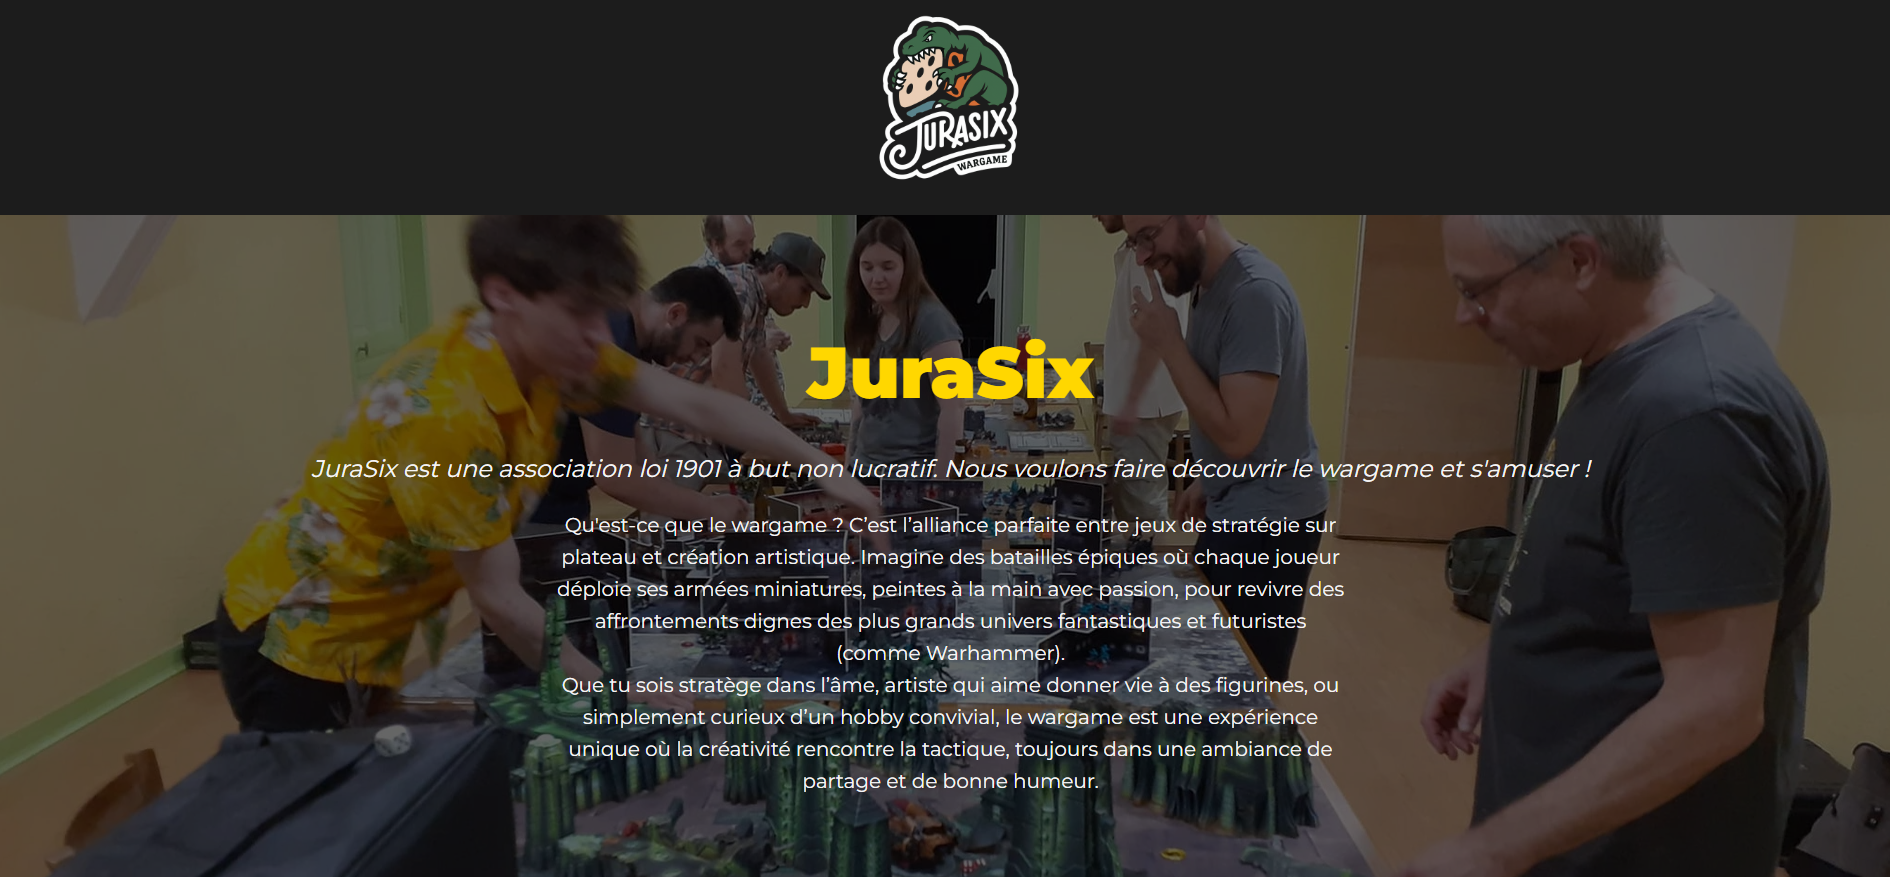 JURASIX
WARGAME
JuraSix
JuraSix est une association loi 1901 à but non lucratif. Nous voulons faire découvrir le wargame et s'amuser !
Qu'est-ce que le wargame ? C’est l’alliance parfaite entre jeux de stratégie sur
plateau et création artistique. Imagine des batailles épiques où chaque joueur
déploie ses armées miniatures, peintes à la main avec passion, pour revivre des
affrontements dignes des plus grands univers fantastiques et futuristes
(comme Warhammer).
Que tu sois stratège dans l’âme, artiste qui aime donner vie à des figurines, ou
simplement curieux d’un hobby convivial, le wargame est une expérience
unique où la créativité rencontre la tactique, toujours dans une ambiance de
partage et de bonne humeur.